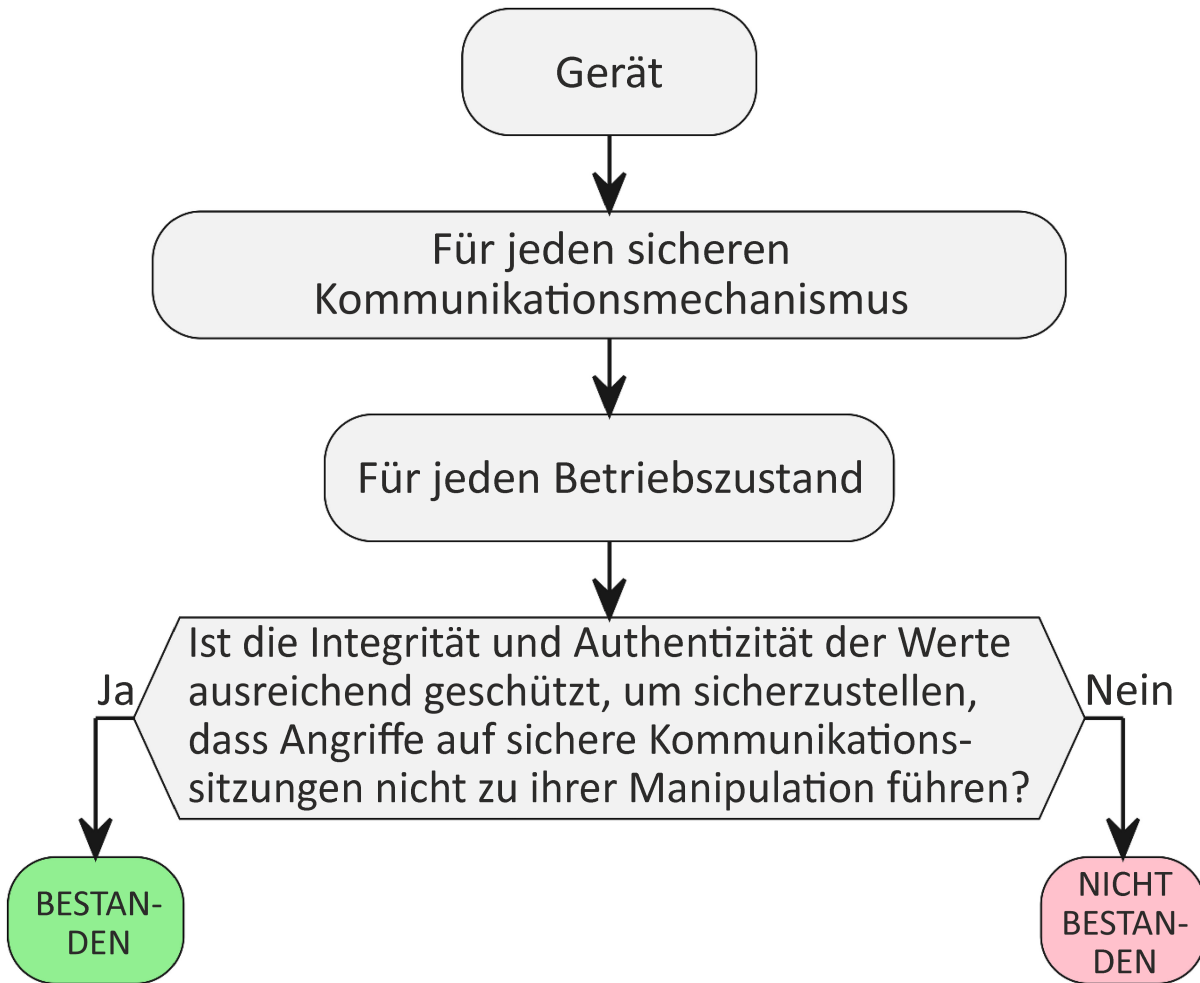 Gerät
Für jeden sicheren
Kommunikationsmechanismus
Für jeden Betriebszustand
Ist die Integrität und Authentizität der Werte
ausreichend geschützt, um sicherzustellen,
dass Angriffe auf sichere Kommunikations-
sitzungen nicht zu ihrer Manipulation führen?
Ja
Nein
BESTAN-
DEN
NICHT
BESTAN-
DEN